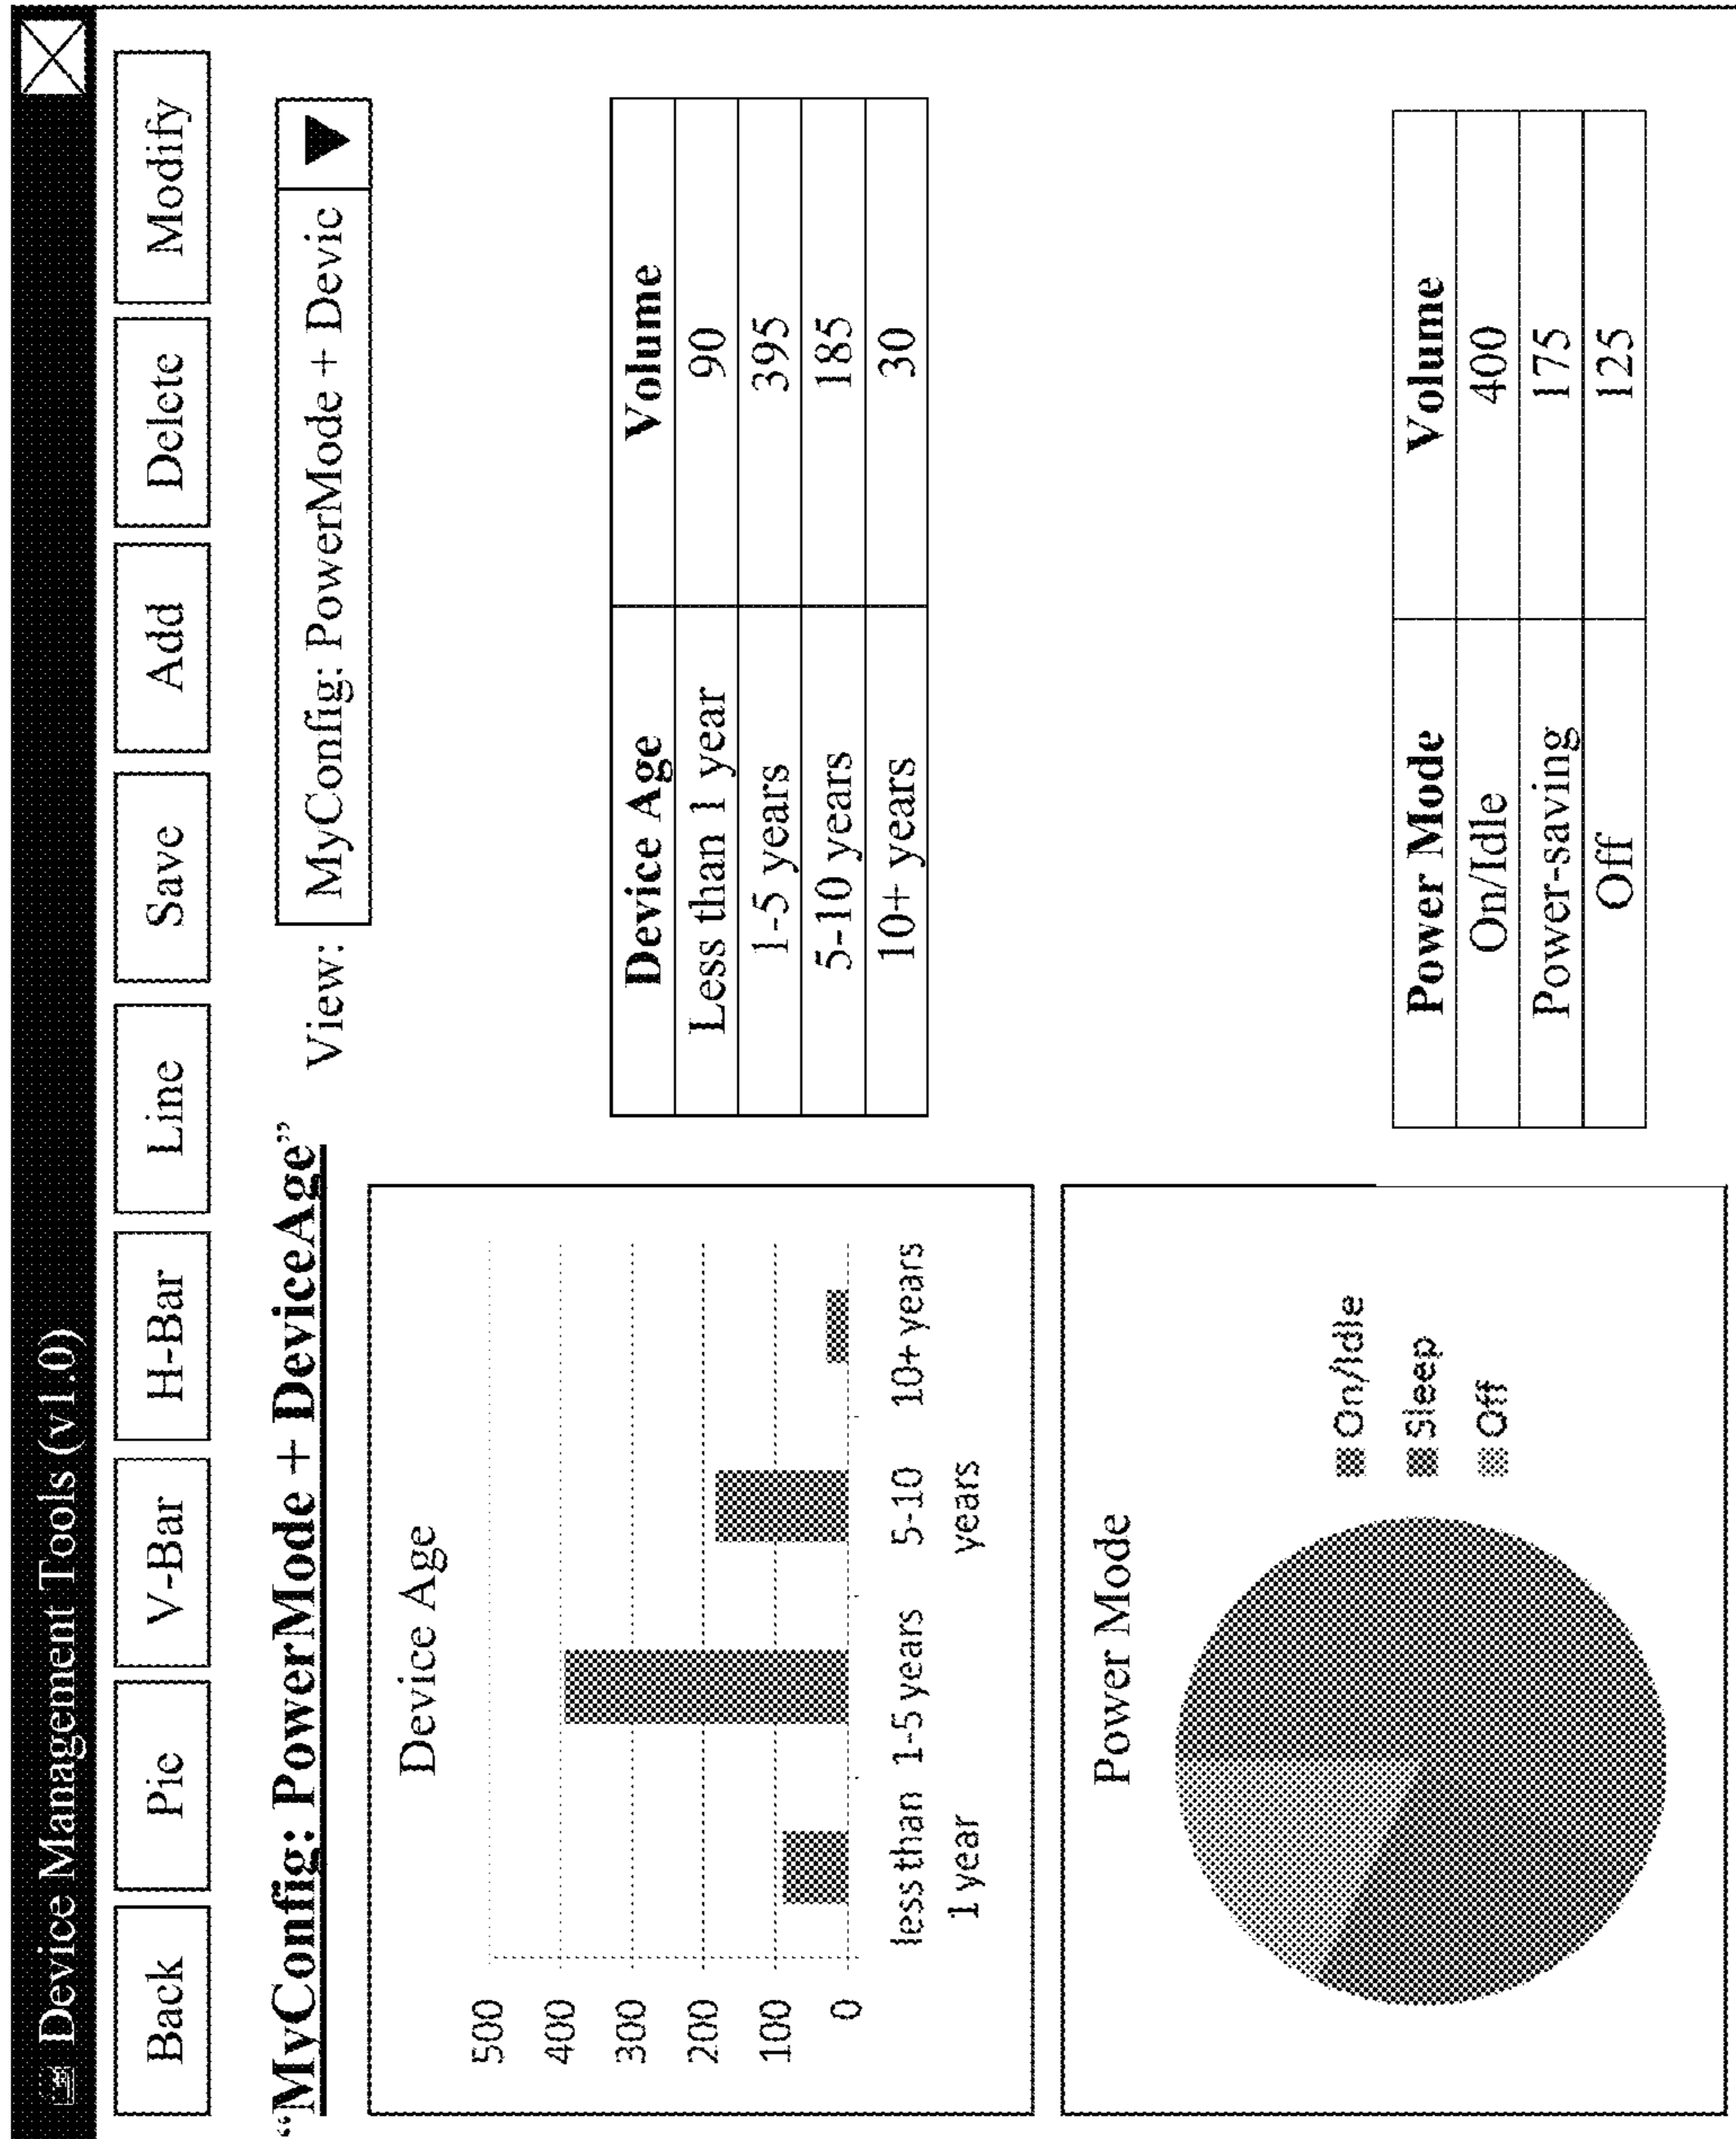 Device Management Tools (v1.0)
Back Pie V-Bar H-Bar Line Save Add Delete Modify
“MyConfig: PowerMode + DeviceAge” View: MyConfig: PowerMode + Devic
Device Age
500
400
300
200
100
0
less than 1 year
1-5 years
5-10 years
10+ years
Device Age Volume
Less than 1 year 90
1-5 years 395
5-10 years 185
10+ years 30
Power Mode
On/Idle
Sleep
Off
Power Mode Volume
On/Idle 400
Power-saving 175
Off 125